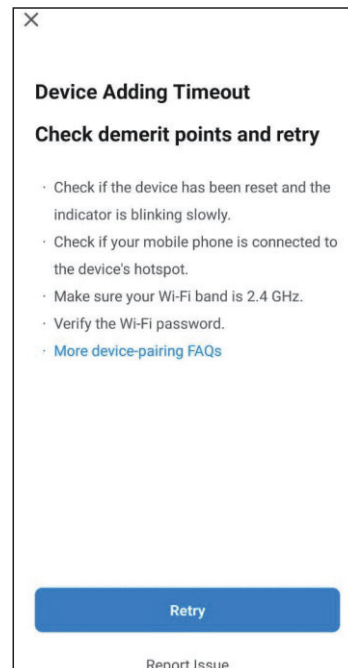 Device Adding Timeout
Check demerit points and retry
· Check if the device has been reset and the
indicator is blinking slowly.
· Check if your mobile phone is connected to
the device's hotspot.
· Make sure your Wi-Fi band is 2.4 GHz.
· Verify the Wi-Fi password.
· More device-pairing FAQs
Retry
Report Issue